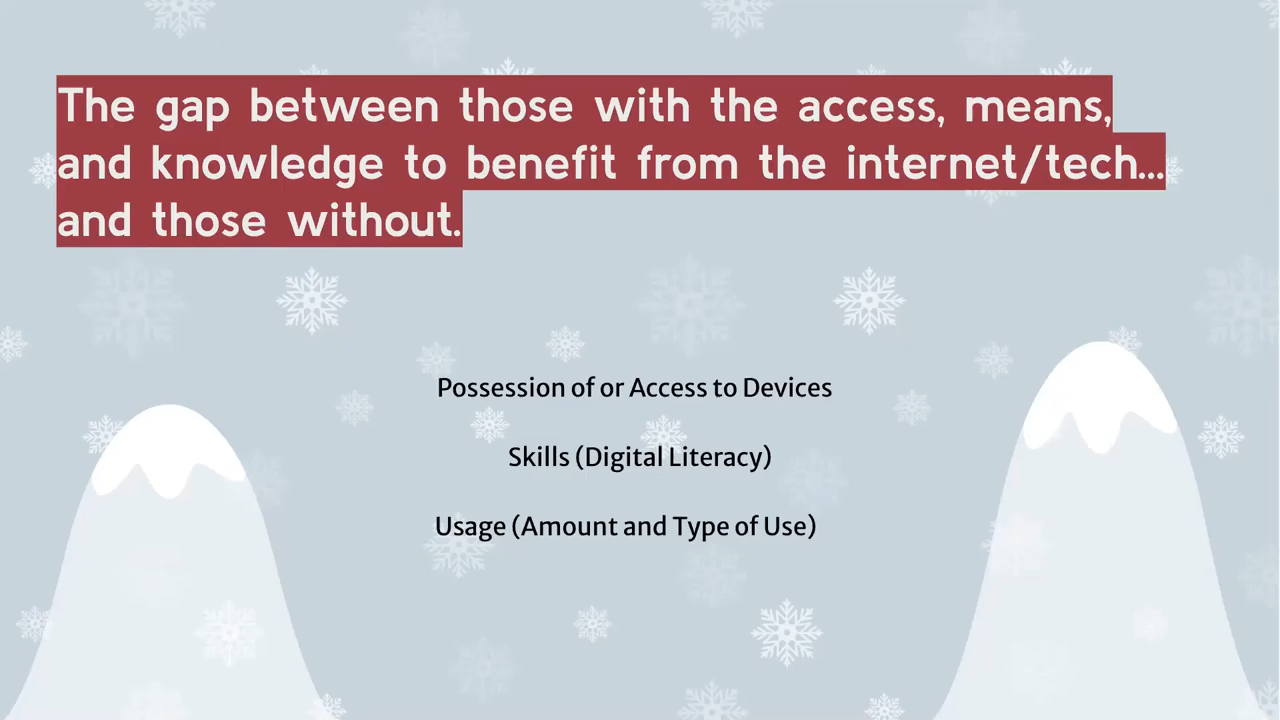 The gap between those with the access, means,
and knowledge to benefit from the internet/tech...
and those without.
Possession of or Access to Devices
Skills (Digital Literacy)
Usage (Amount and Type of Use)